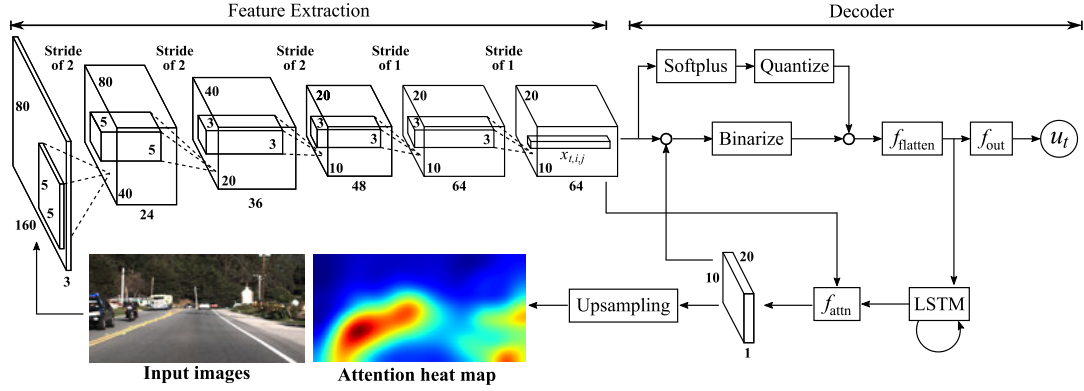 Feature Extraction
Decoder
Stride of 2
Stride of 2
Stride of 2
Stride of 1
Stride of 1
80
5
5
160
3
80
5
5
40
24
40
3
3
20
36
20
3
3
10
48
20
3
3
10
64
20
x_{t,i,j}
10
64
Softplus
Quantize
Binarize
f_flatten
f_out
u_t
20
10
1
f_attn
LSTM
Upsampling
Input images
Attention heat map